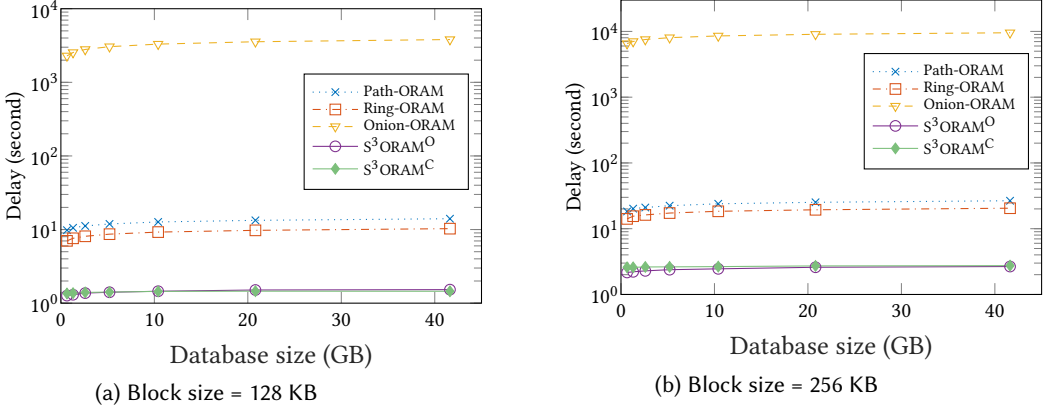 10^4
10^3
10^2
10^1
10^0
Delay (second)
Path-ORAM
Ring-ORAM
Onion-ORAM
S^3ORAM^O
S^3ORAM^C
0 10 20 30 40
Database size (GB)
(a) Block size = 128 KB
10^4
10^3
10^2
10^1
10^0
Delay (second)
Path-ORAM
Ring-ORAM
Onion-ORAM
S^3ORAM^O
S^3ORAM^C
0 10 20 30 40
Database size (GB)
(b) Block size = 256 KB